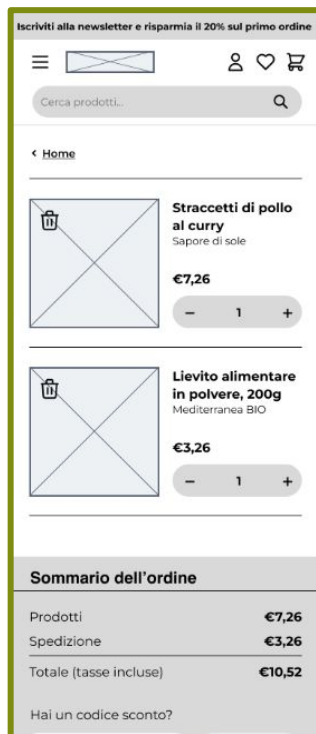 Iscriviti alla newsletter e risparmia il 20% sul primo ordine
Cerca prodotti...
< Home
Straccetti di pollo
al curry
Sapore di sole
€7,26
- 1 +
Lievito alimentare
in polvere, 200g
Mediterranea BIO
€3,26
- 1 +
Sommario dell'ordine
Prodotti €7,26
Spedizione €3,26
Totale (tasse incluse) €10,52
Hai un codice sconto?